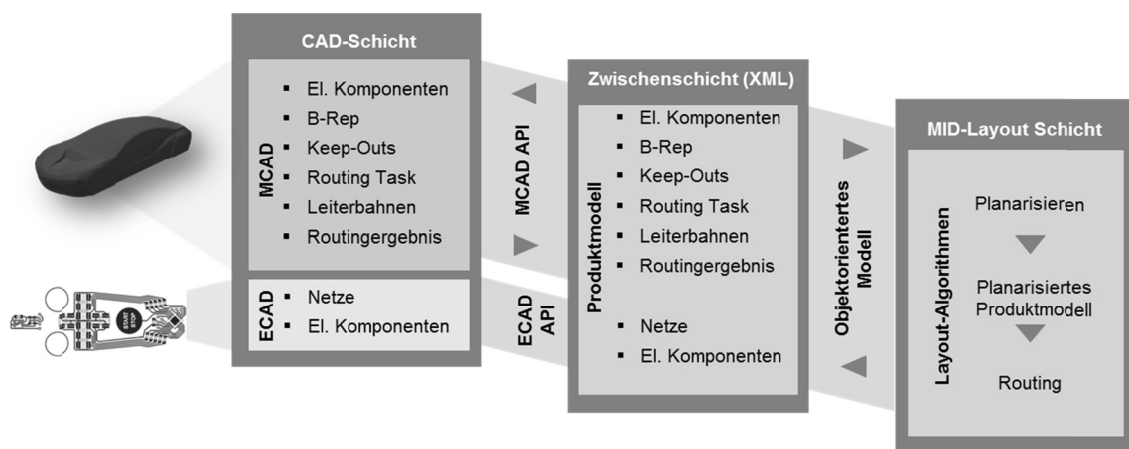 CAD-Schicht
MCAD
▪ El. Komponenten
▪ B-Rep
▪ Keep-Outs
▪ Routing Task
▪ Leiterbahnen
▪ Routingergebnis
ECAD
▪ Netze
▪ El. Komponenten
START
STOP
MCAD API
ECAD
API
Zwischenschicht (XML)
Produktmodell
▪ El. Komponenten
▪ B-Rep
▪ Keep-Outs
▪ Routing Task
▪ Leiterbahnen
▪ Routingergebnis
▪ Netze
▪ El. Komponenten
Objektorientertes
Modell
MID-Layout Schicht
Layout-Algorithmen
Planarisieren
Planarisiertes
Produktmodell
Routing